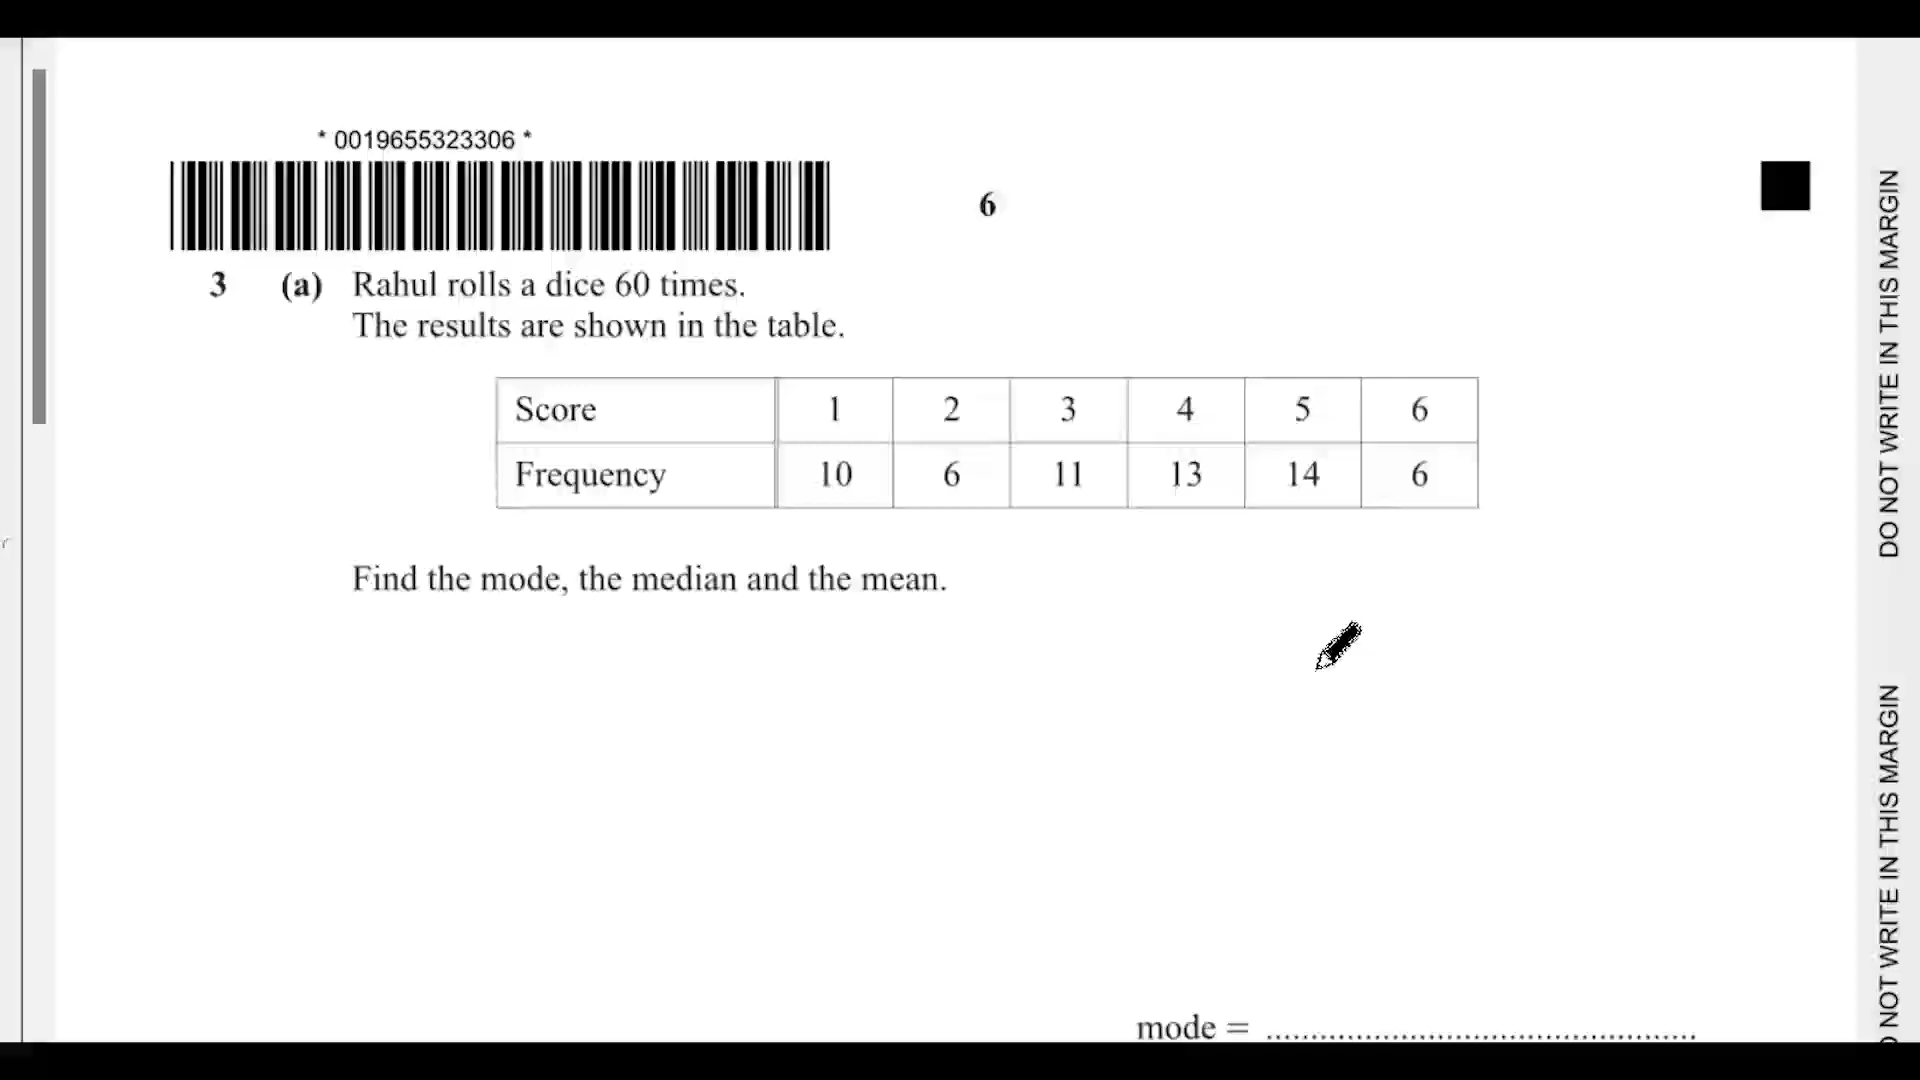 * 0019655323306 *
6
3 (a) Rahul rolls a dice 60 times.
The results are shown in the table.
Score 1 2 3 4 5 6
Frequency 10 6 11 13 14 6
Find the mode, the median and the mean.
mode = ................................................
DO NOT WRITE IN THIS MARGIN
NOT WRITE IN THIS MARGIN